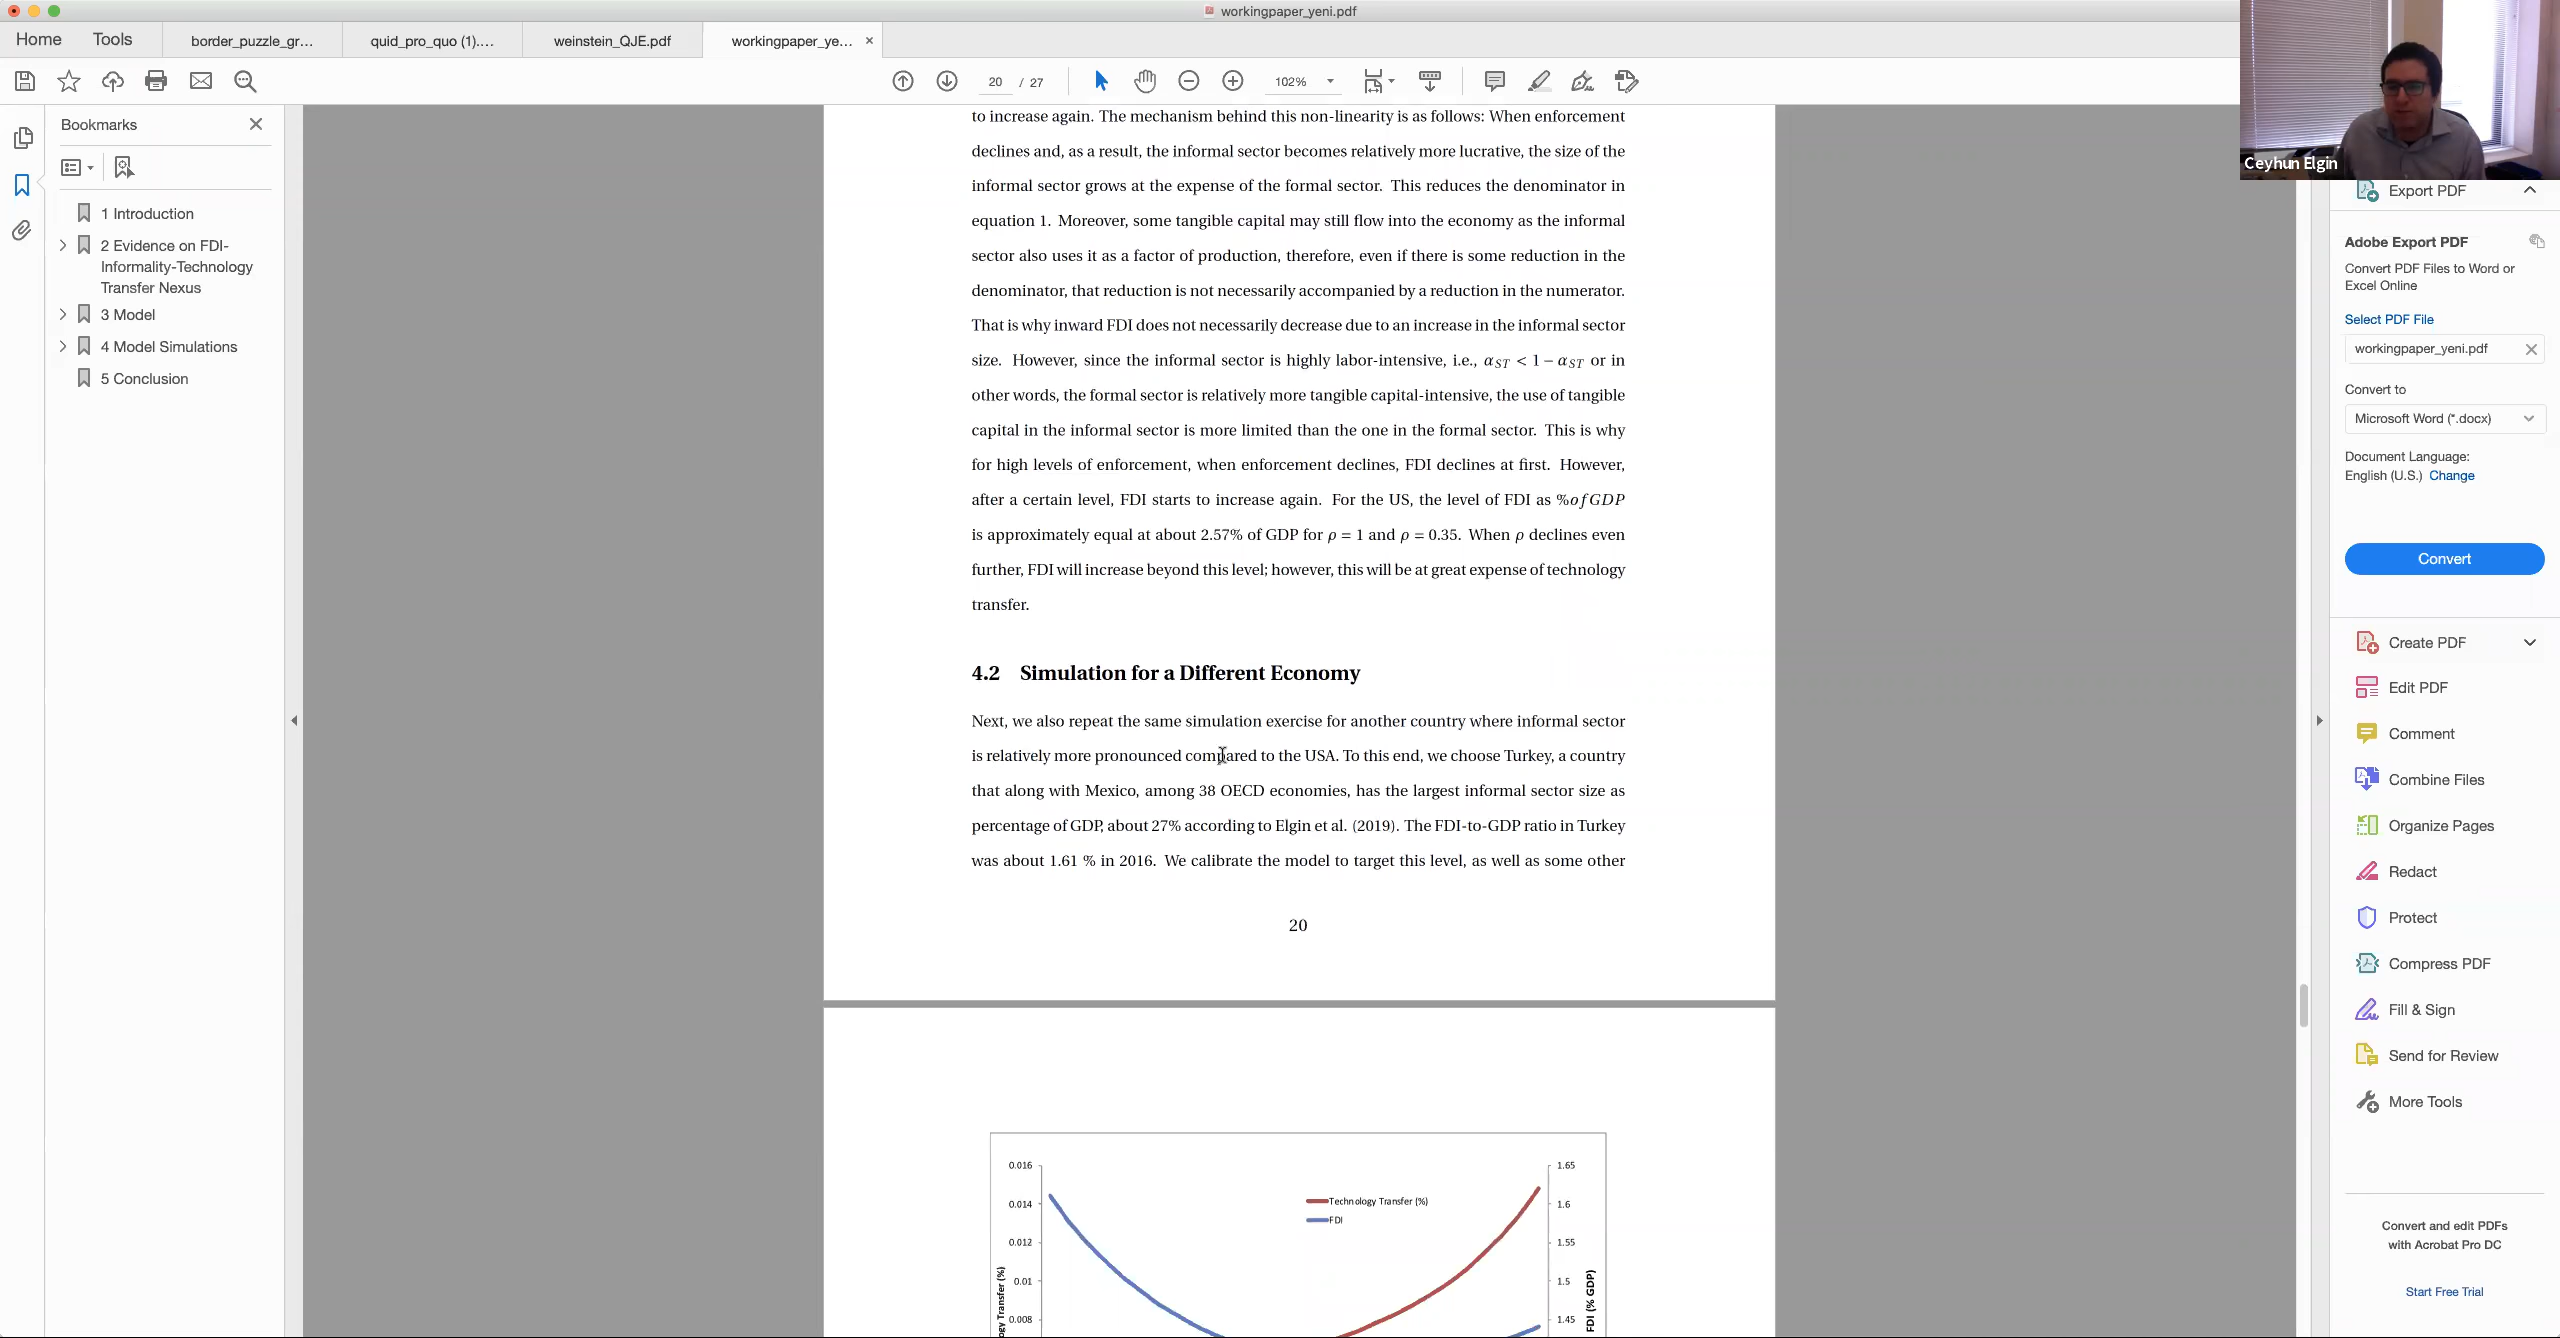 workingpaper_yeni.pdf
Home
Tools
border_puzzle_gr...
quid_pro_quo (1)....
weinstein_QJE.pdf
workingpaper_ye...
20 / 27
102%
Ceyhun Elgin
Bookmarks
1 Introduction
2 Evidence on FDI-
Informality-Technology
Transfer Nexus
3 Model
4 Model Simulations
5 Conclusion
to increase again. The mechanism behind this non-linearity is as follows: When enforcement
declines and, as a result, the informal sector becomes relatively more lucrative, the size of the
informal sector grows at the expense of the formal sector. This reduces the denominator in
equation 1. Moreover, some tangible capital may still flow into the economy as the informal
sector also uses it as a factor of production, therefore, even if there is some reduction in the
denominator, that reduction is not necessarily accompanied by a reduction in the numerator.
That is why inward FDI does not necessarily decrease due to an increase in the informal sector
size. However, since the informal sector is highly labor-intensive, i.e., α_ST < 1 − α_ST or in
other words, the formal sector is relatively more tangible capital-intensive, the use of tangible
capital in the informal sector is more limited than the one in the formal sector. This is why
for high levels of enforcement, when enforcement declines, FDI declines at first. However,
after a certain level, FDI starts to increase again. For the US, the level of FDI as %ofGDP
is approximately equal at about 2.57% of GDP for ρ = 1 and ρ = 0.35. When ρ declines even
further, FDI will increase beyond this level; however, this will be at great expense of technology
transfer.
4.2 Simulation for a Different Economy
Next, we also repeat the same simulation exercise for another country where informal sector
is relatively more pronounced compared to the USA. To this end, we choose Turkey, a country
that along with Mexico, among 38 OECD economies, has the largest informal sector size as
percentage of GDP, about 27% according to Elgin et al. (2019). The FDI-to-GDP ratio in Turkey
was about 1.61 % in 2016. We calibrate the model to target this level, as well as some other
20
0.016
0.014
0.012
0.01
0.008
ogy Transfer (%)
Technology Transfer (%)
FDI
1.65
1.6
1.55
1.5
1.45
FDI (% GDP)
Export PDF
Adobe Export PDF
Convert PDF Files to Word or
Excel Online
Select PDF File
workingpaper_yeni.pdf
Convert to
Microsoft Word (*.docx)
Document Language:
English (U.S.) Change
Convert
Create PDF
Edit PDF
Comment
Combine Files
Organize Pages
Redact
Protect
Compress PDF
Fill & Sign
Send for Review
More Tools
Convert and edit PDFs
with Acrobat Pro DC
Start Free Trial